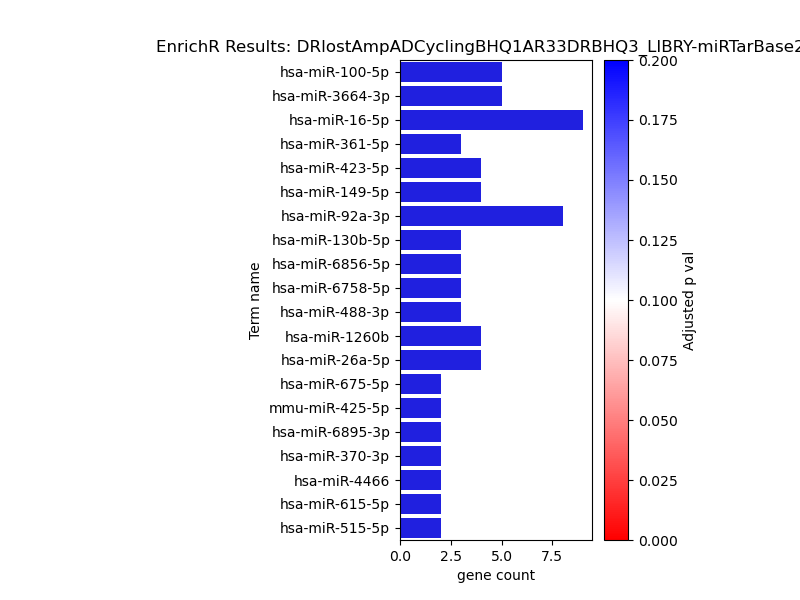 EnrichR Results: DRlostAmpADCyclingBHQ1AR33DRBHQ3_LIBRY-miRTarBase2
hsa-miR-100-5p
hsa-miR-3664-3p
hsa-miR-16-5p
hsa-miR-361-5p
hsa-miR-423-5p
hsa-miR-149-5p
hsa-miR-92a-3p
hsa-miR-130b-5p
hsa-miR-6856-5p
hsa-miR-6758-5p
hsa-miR-488-3p
hsa-miR-1260b
hsa-miR-26a-5p
hsa-miR-675-5p
mmu-miR-425-5p
hsa-miR-6895-3p
hsa-miR-370-3p
hsa-miR-4466
hsa-miR-615-5p
hsa-miR-515-5p
Term name
0.0 2.5 5.0 7.5
gene count
0.200
0.175
0.150
0.125
0.100
0.075
0.050
0.025
0.000
Adjusted p val